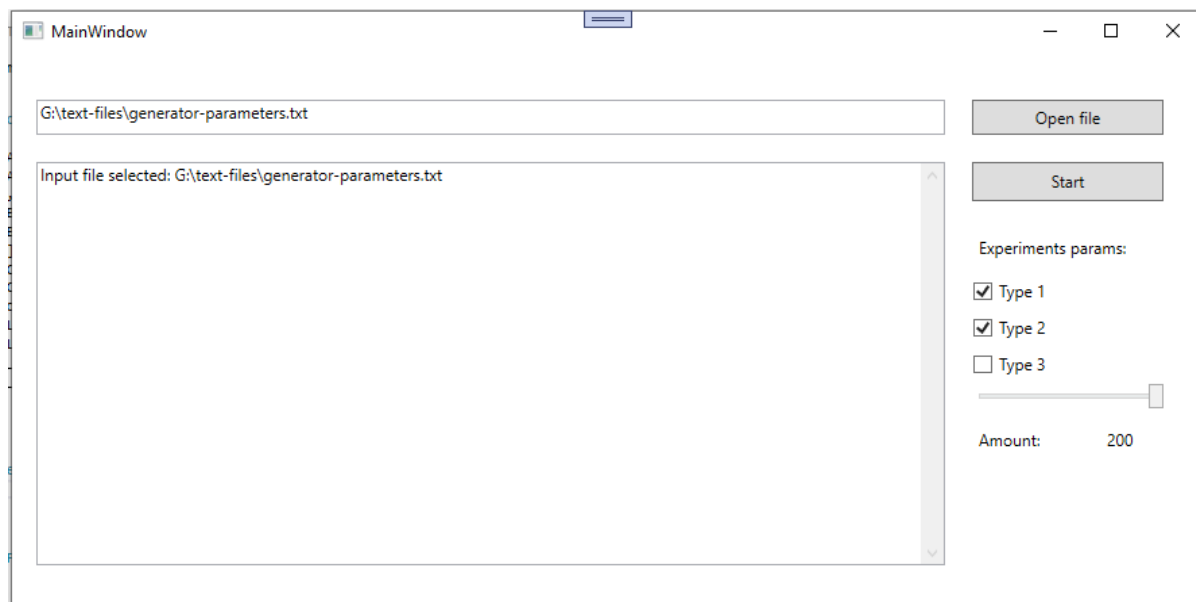 MainWindow
G:\text-files\generator-parameters.txt
Open file
Input file selected: G:\text-files\generator-parameters.txt
Start
Experiments params:
Type 1
Type 2
Type 3
Amount: 200